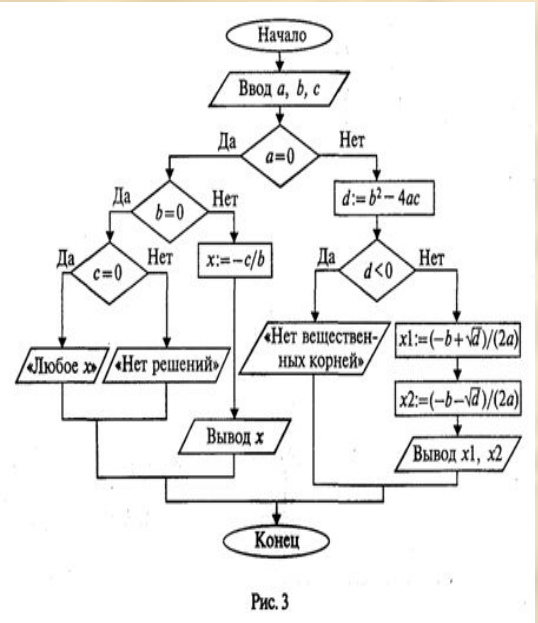 Начало
Ввод a, b, c
Да
Нет
a=0
Да
Нет
b=0
d:=b²−4ac
Да
Нет
c=0
x:=−c/b
Да
Нет
d<0
«Любое x»
«Нет решений»
«Нет веществен-
ных корней»
x1:=(−b+√d)/(2a)
x2:=(−b−√d)/(2a)
Вывод x
Вывод x1, x2
Конец
Рис. 3